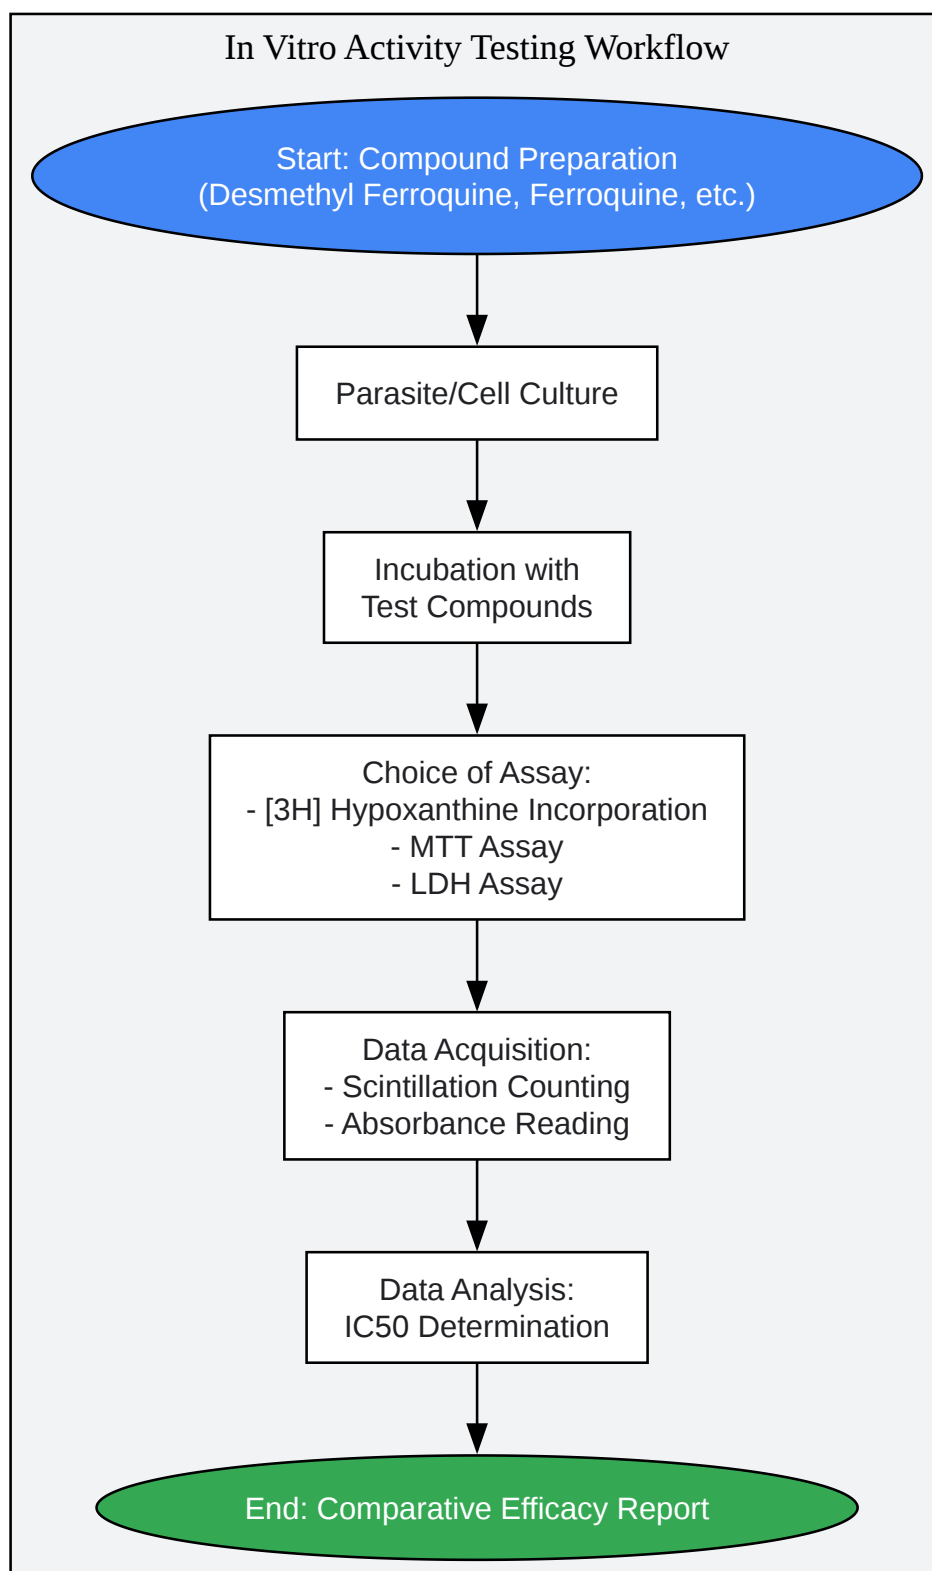 In Vitro Activity Testing Workflow
Start: Compound Preparation
(Desmethyl Ferroquine, Ferroquine, etc.)
Parasite/Cell Culture
Incubation with
Test Compounds
Choice of Assay:
- [3H] Hypoxanthine Incorporation
- MTT Assay
- LDH Assay
Data Acquisition:
- Scintillation Counting
- Absorbance Reading
Data Analysis:
IC50 Determination
End: Comparative Efficacy Report